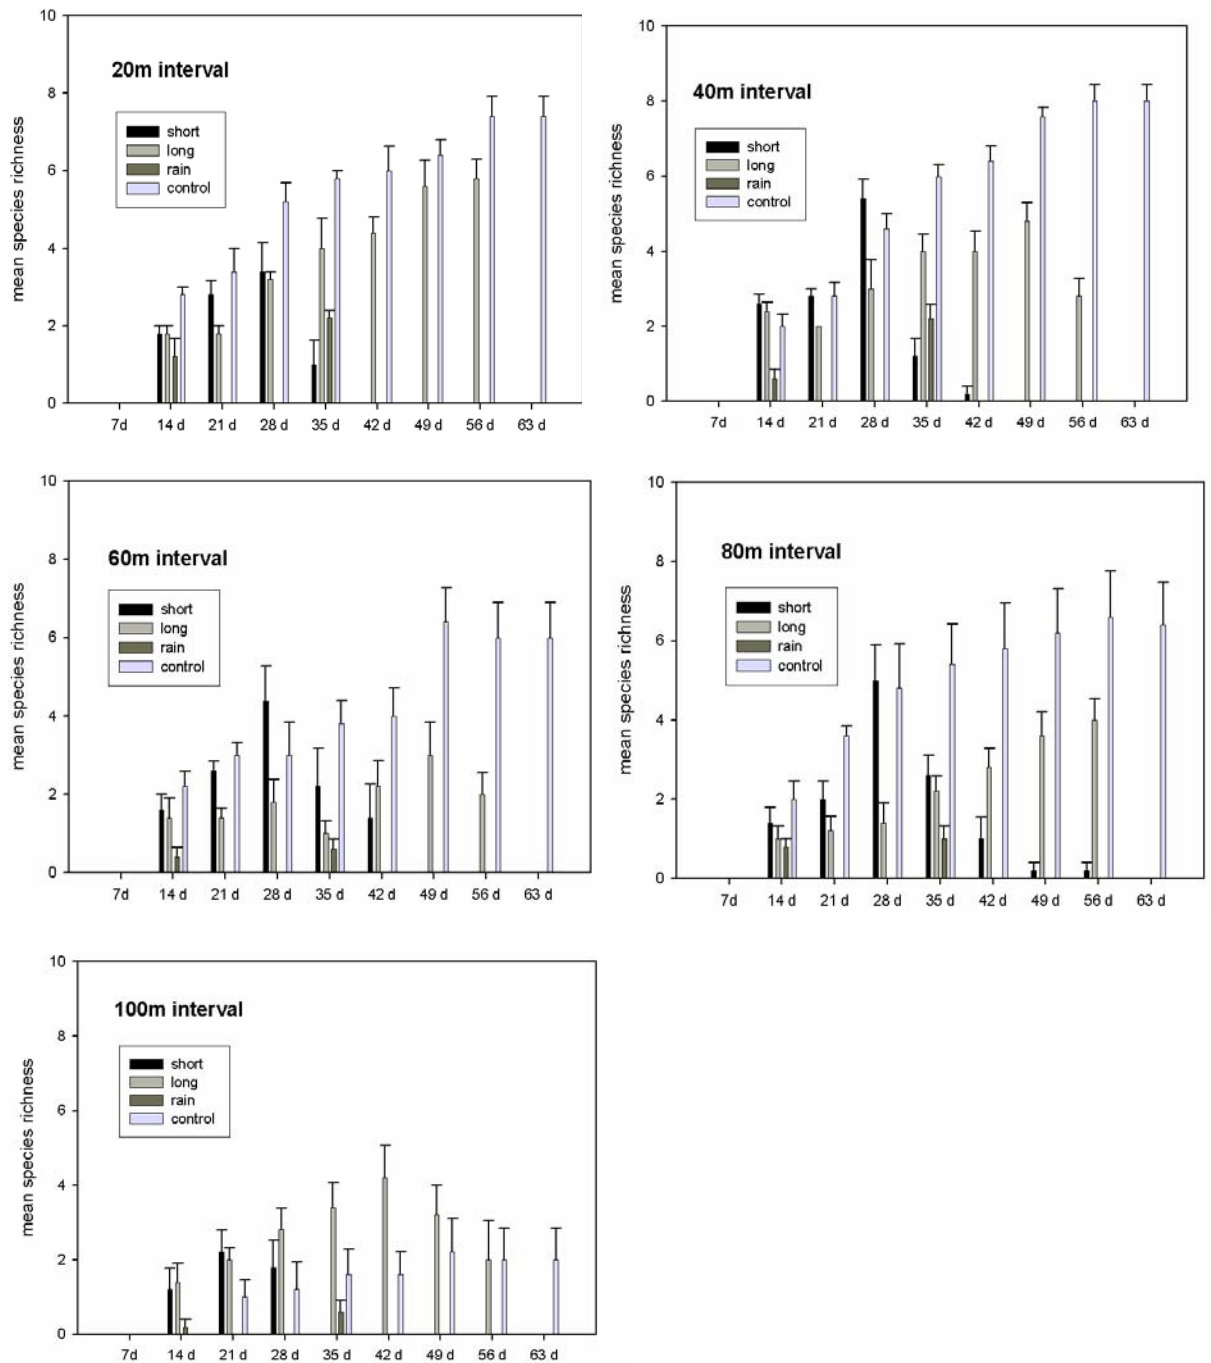 10
8
6
4
2
0
mean species richness
20m interval
short
long
rain
control
7d 14 d 21 d 28 d 35 d 42 d 49 d 56 d 63 d
10
8
6
4
2
0
mean species richness
40m interval
short
long
rain
control
7d 14 d 21 d 28 d 35 d 42 d 49 d 56 d 63 d
10
8
6
4
2
0
mean species richness
60m interval
short
long
rain
control
7d 14 d 21 d 28 d 35 d 42 d 49 d 56 d 63 d
10
8
6
4
2
0
mean species richness
80m interval
short
long
rain
control
7d 14 d 21 d 28 d 35 d 42 d 49 d 56 d 63 d
10
8
6
4
2
0
mean species richness
100m interval
short
long
rain
control
7d 14 d 21 d 28 d 35 d 42 d 49 d 56 d 63 d